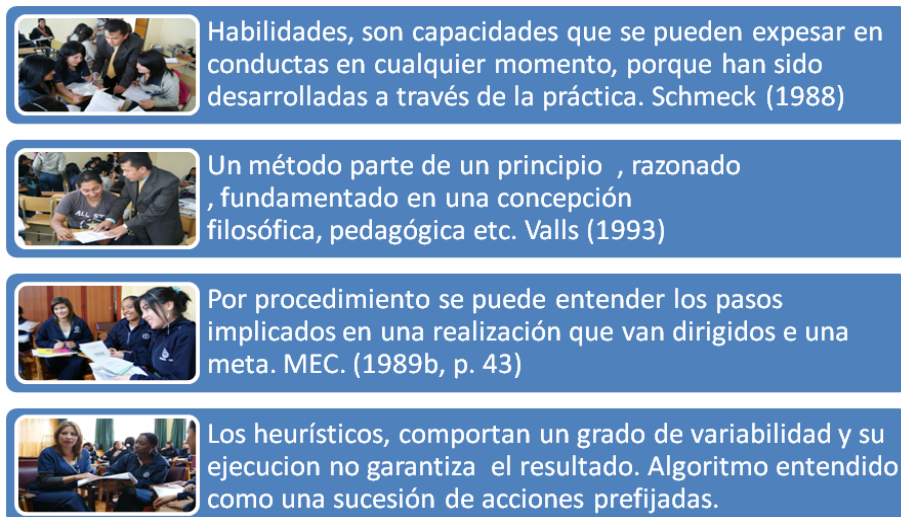 Habilidades, son capacidades que se pueden expesar en
conductas en cualquier momento, porque han sido
desarrolladas a través de la práctica. Schmeck (1988)
Un método parte de un principio , razonado
, fundamentado en una concepción
filosófica, pedagógica etc. Valls (1993)
ALL ST
Por procedimiento se puede entender los pasos
implicados en una realización que van dirigidos e una
meta. MEC. (1989b, p. 43)
Los heurísticos, comportan un grado de variabilidad y su
ejecucion no garantiza el resultado. Algoritmo entendido
como una sucesión de acciones prefijadas.